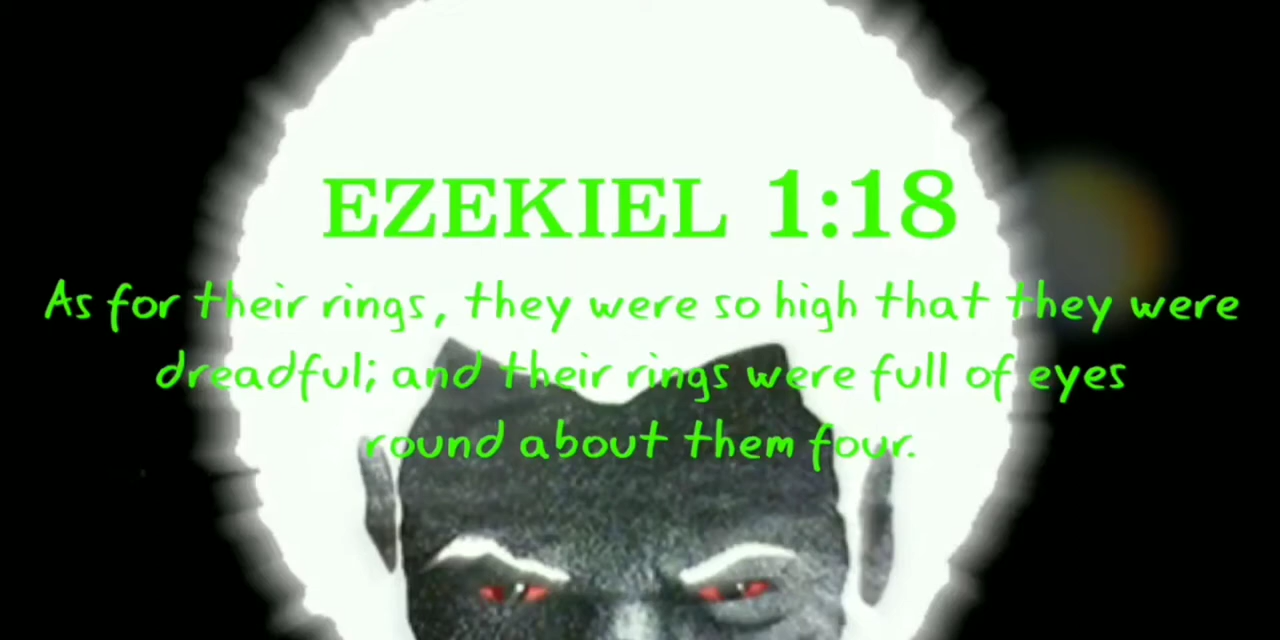 EZEKIEL 1:18
As for their rings, they were so high that they were
dreadful; and their rings were full of eyes
round about them four.